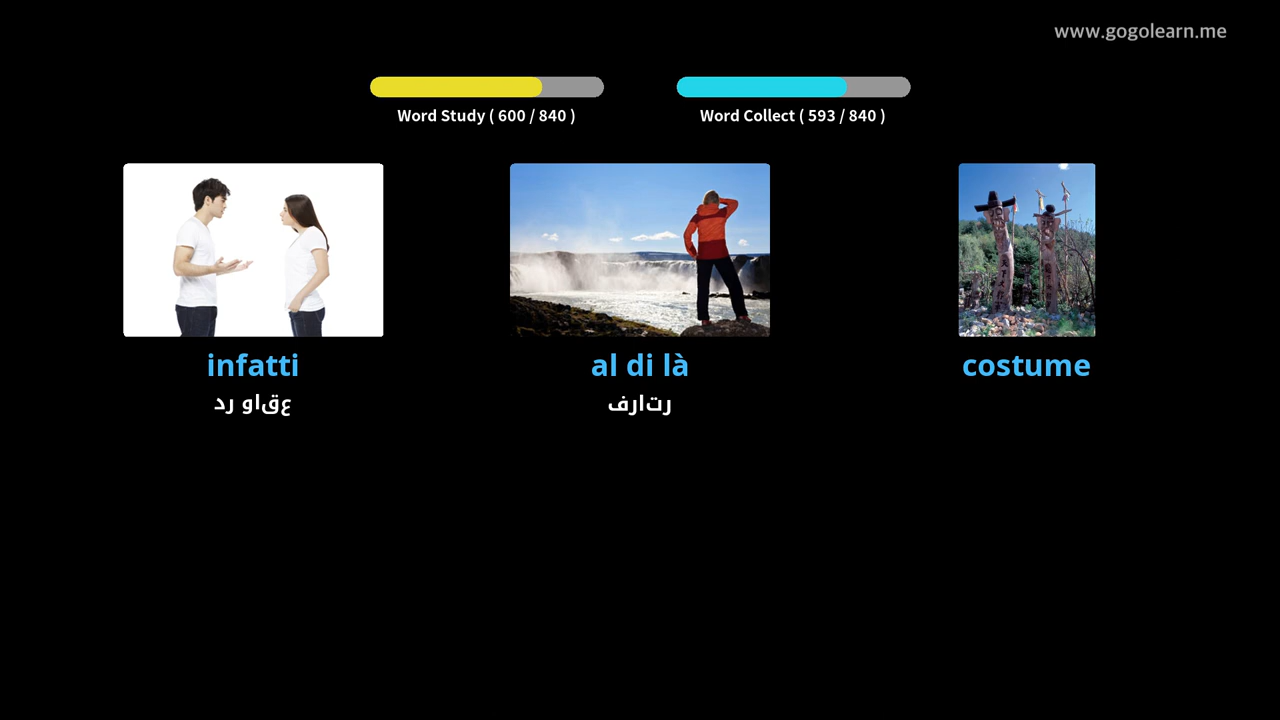 www.gogolearn.me
Word Study ( 600 / 840 )
Word Collect ( 593 / 840 )
infatti
عقاو رد
al di là
رتارف
costume